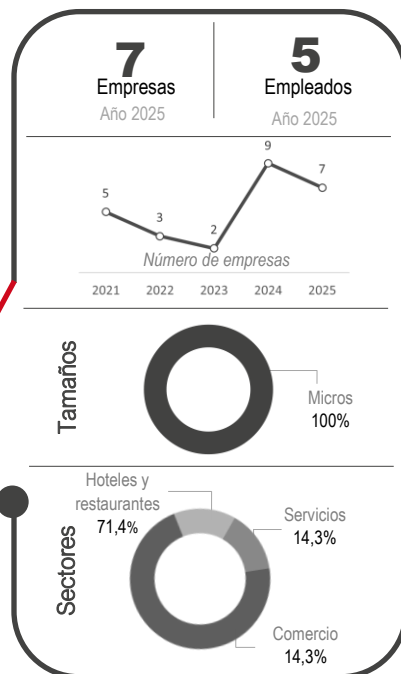 7
Empresas
Año 2025
5
Empleados
Año 2025
5
3
2
9
7
Número de empresas
2021 2022 2023 2024 2025
Tamaños
Micros
100%
Sectores
Hoteles y
restaurantes
71,4%
Servicios
14,3%
Comercio
14,3%